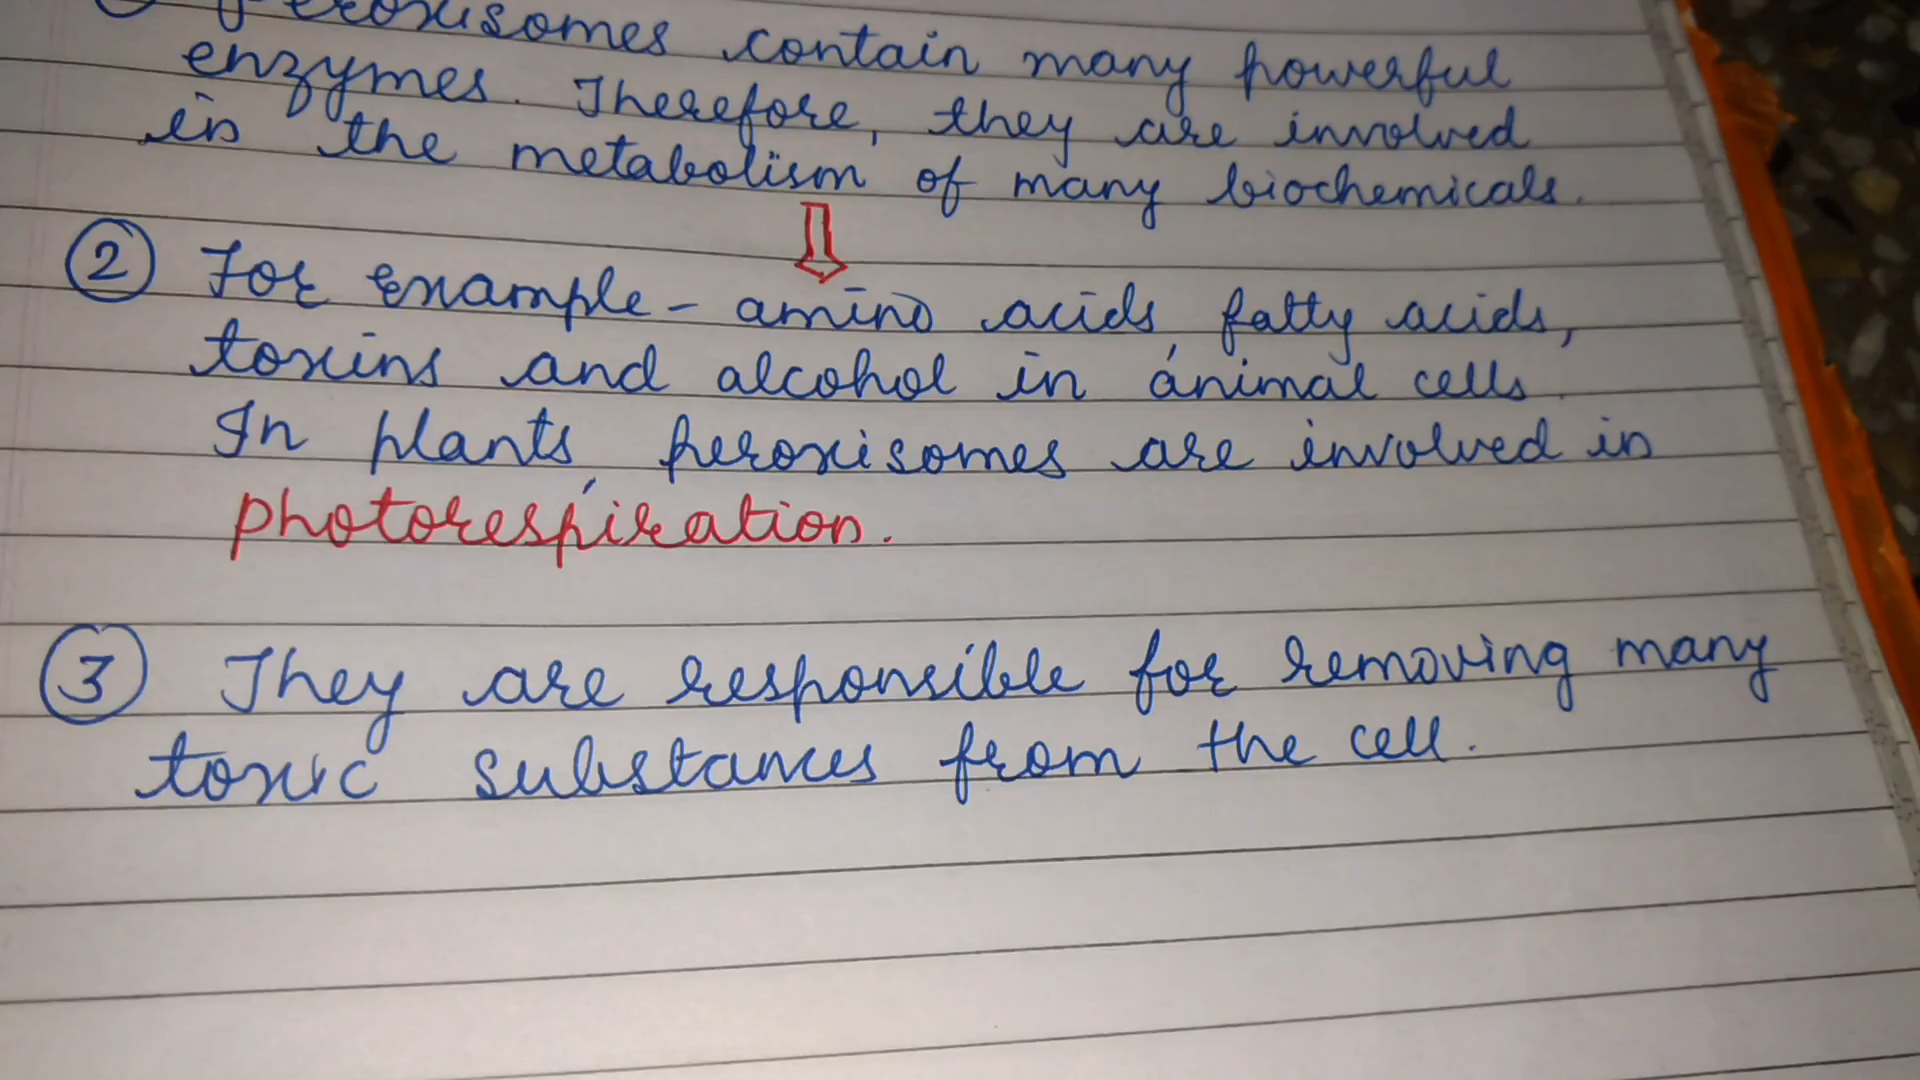 Peroxisomes contain many powerful
enzymes. Therefore, they are involved
in the metabolism of many biochemicals.
② For example - amino acids, fatty acids,
toxins and alcohol in animal cells.
In plants, peroxisomes are involved in
photorespiration.
③ They are responsible for removing many
toxic substances from the cell.